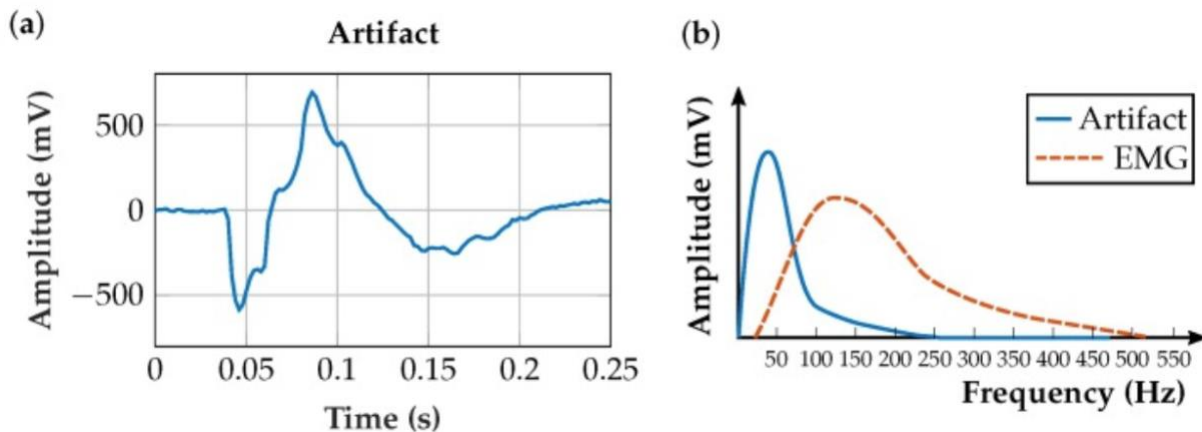 (a)
Artifact
Amplitude (mV)
500
0
−500
0 0.05 0.1 0.15 0.2 0.25
Time (s)
(b)
Amplitude (mV)
Artifact
EMG
50 100 150 200 250 300 350 400 450 500 550
Frequency (Hz)